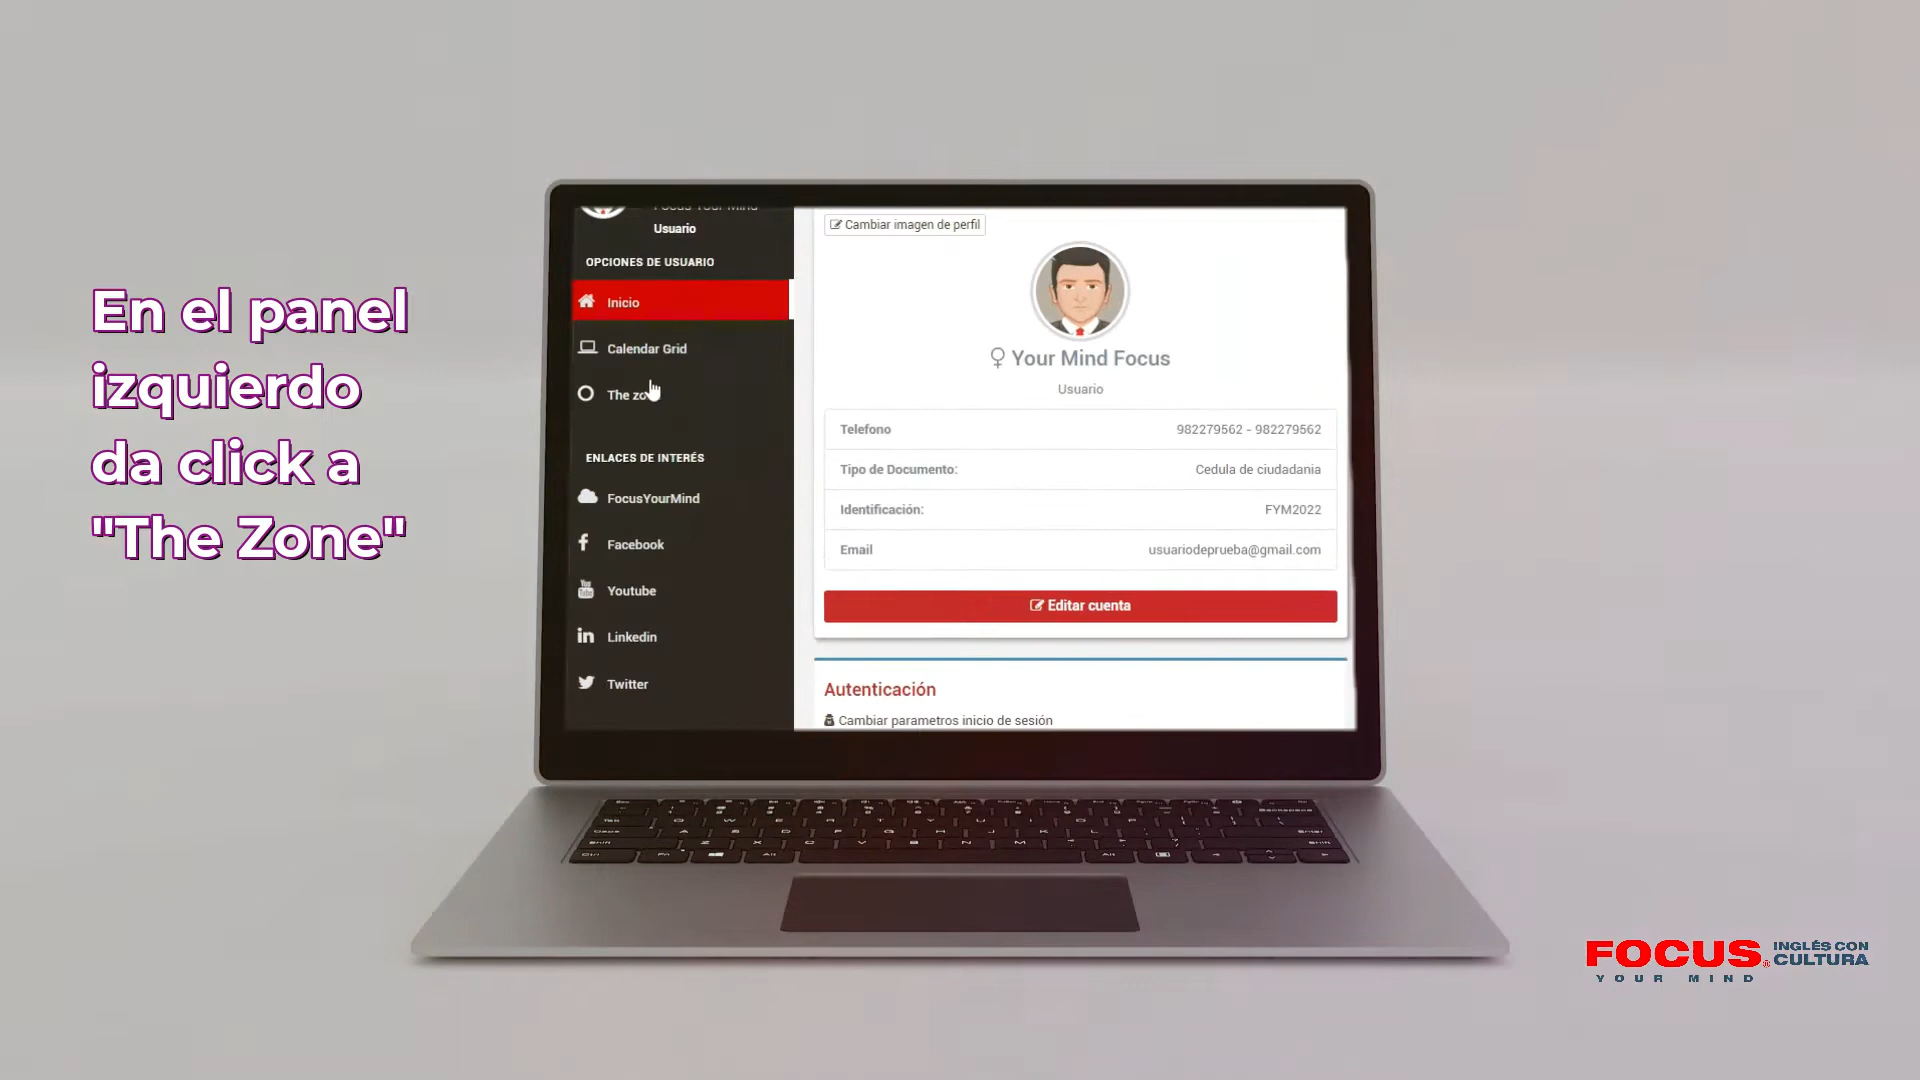 En el panel
izquierdo
da click a
"The Zone"
Usuario
OPCIONES DE USUARIO
Inicio
Calendar Grid
The zo
ENLACES DE INTERÉS
FocusYourMind
Facebook
Youtube
Linkedin
Twitter
Cambiar imagen de perfil
Your Mind Focus
Usuario
Telefono 982279562 - 982279562
Tipo de Documento: Cedula de ciudadania
Identificación: FYM2022
Email usuariodeprueba@gmail.com
Editar cuenta
Autenticación
Cambiar parametros inicio de sesión
FOCUS® INGLÉS CON
CULTURA
YOUR MIND